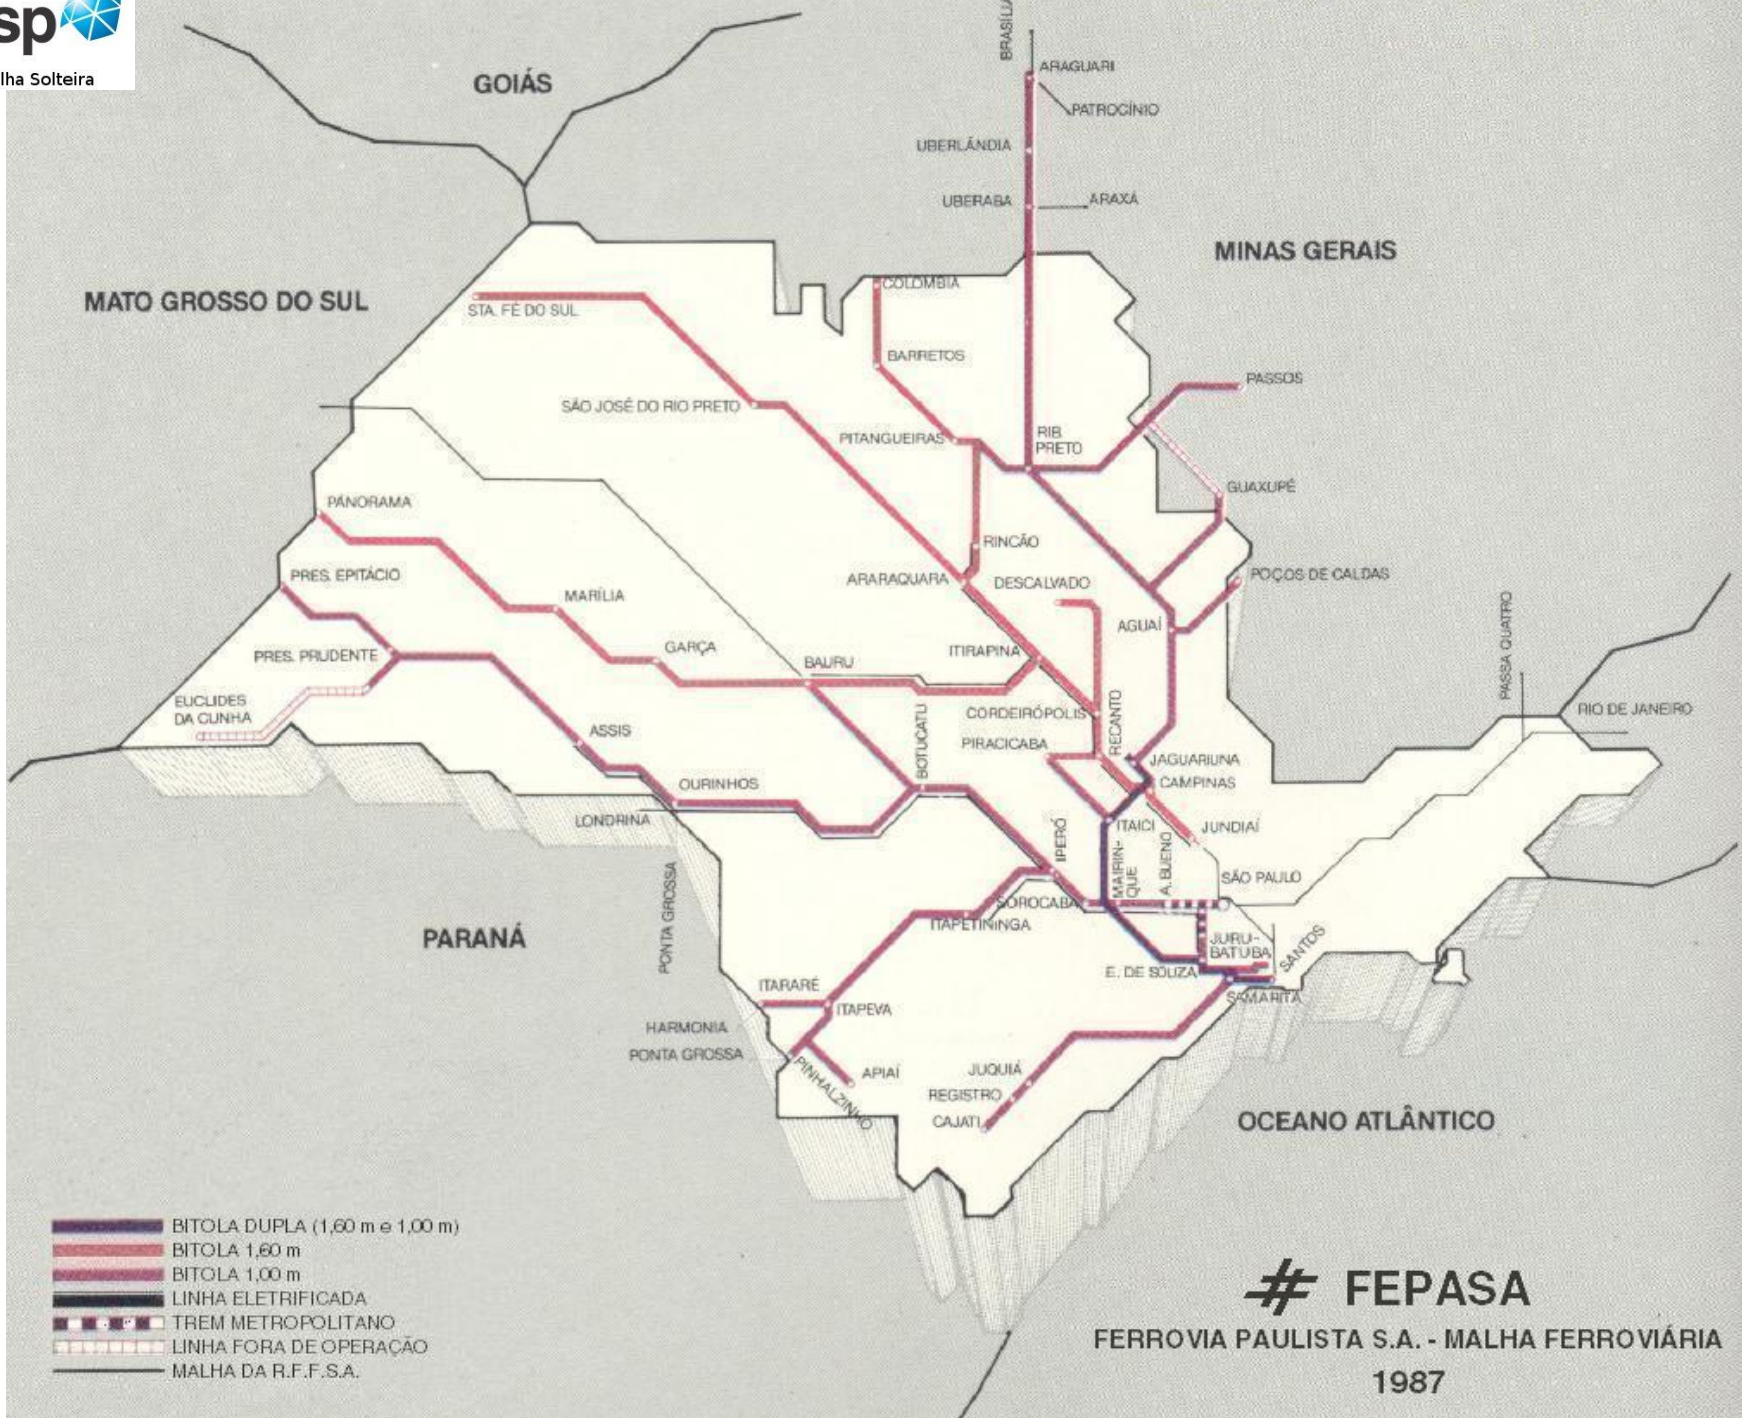 sp
lha Solteira
GOIÁS
BRASÍLIA
ARAGUARI
PATROCÍNIO
UBERLÂNDIA
UBERABA
ARAXÁ
MINAS GERAIS
MATO GROSSO DO SUL
COLOMBIA
STA. FÉ DO SUL
BARRETOS
PASSOS
SÃO JOSÉ DO RIO PRETO
PITANGUEIRAS
RIB.
PRETO
GUAXUPÉ
PANORAMA
RINCÃO
PRES. EPITÁCIO
ARARAQUARA
DESCALVADO
POÇOS DE CALDAS
MARÍLIA
AGUAÍ
PASSA QUATRO
GARÇA
ITIRAPINA
PRES. PRUDENTE
BAURU
EUCLIDES
DA CUNHA
CORDEIRÓPOLIS
RECANTO
RIO DE JANEIRO
ASSIS
BOTUCATU
PIRACICABA
JAGUARIUNA
OURINHOS
CAMPINAS
LONDRINA
ITAICI
JUNDIAÍ
IPERÓ
MAIRIN-
QUE
A. BUENO
SÃO PAULO
PONTA GROSSA
SOROCABA
ITAPETININGA
PARANÁ
JURU-
BATUBA
SANTOS
E. DE SOUZA
ITARARÉ
SAMARITÁ
ITAPEVA
HARMONIA
PONTA GROSSA
PINHALZINHO
APIAÍ
JUQUIÁ
REGISTRO
CAJATI
OCEANO ATLÂNTICO
BITOLA DUPLA (1,60 m e 1,00 m)
BITOLA 1,60 m
BITOLA 1,00 m
LINHA ELETRIFICADA
TREM METROPOLITANO
LINHA FORA DE OPERAÇÃO
MALHA DA R.F.F.S.A.
FEPASA
FERROVIA PAULISTA S.A. - MALHA FERROVIÁRIA
1987